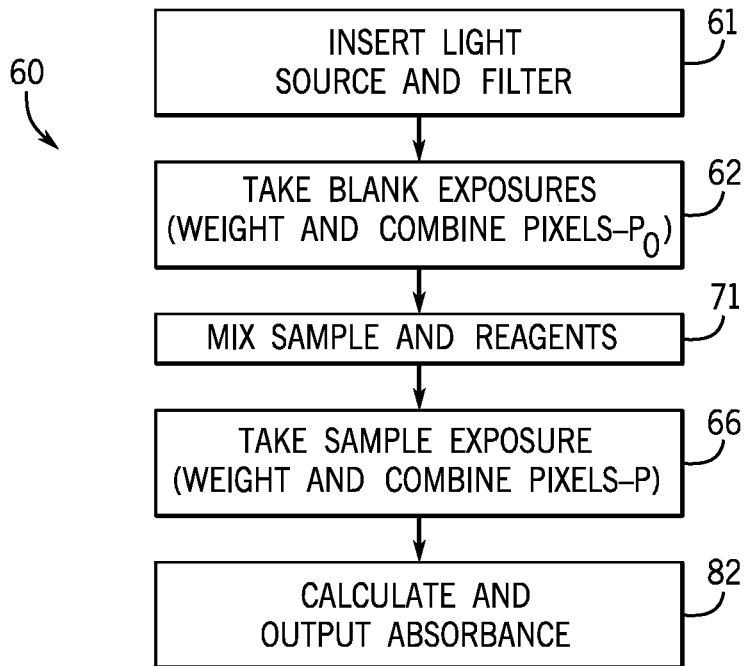 60
61
INSERT LIGHT
SOURCE AND FILTER
62
TAKE BLANK EXPOSURES
(WEIGHT AND COMBINE PIXELS–P₀)
71
MIX SAMPLE AND REAGENTS
66
TAKE SAMPLE EXPOSURE
(WEIGHT AND COMBINE PIXELS–P)
82
CALCULATE AND
OUTPUT ABSORBANCE